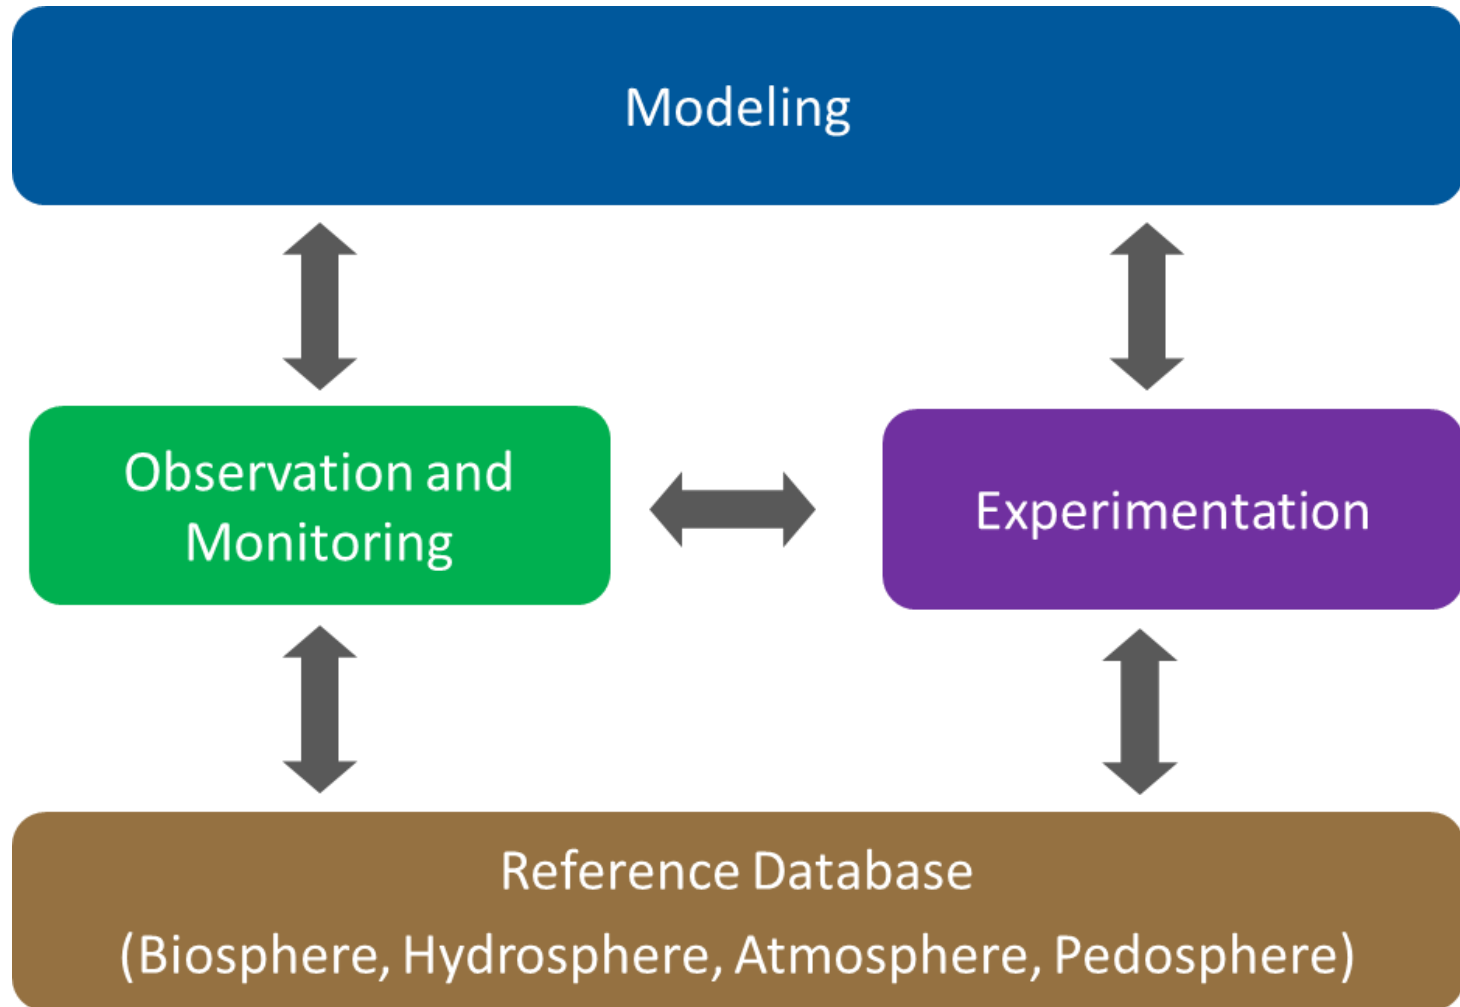 Modeling
Observation and
Monitoring
Experimentation
Reference Database
(Biosphere, Hydrosphere, Atmosphere, Pedosphere)